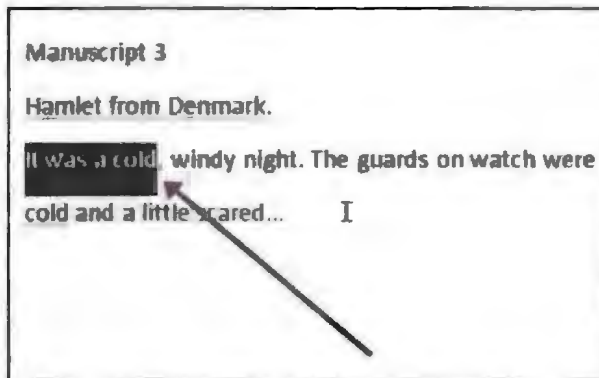 Manuscript 3
Hamlet from Denmark.
It was a cold, windy night. The guards on watch were
cold and a little scared...